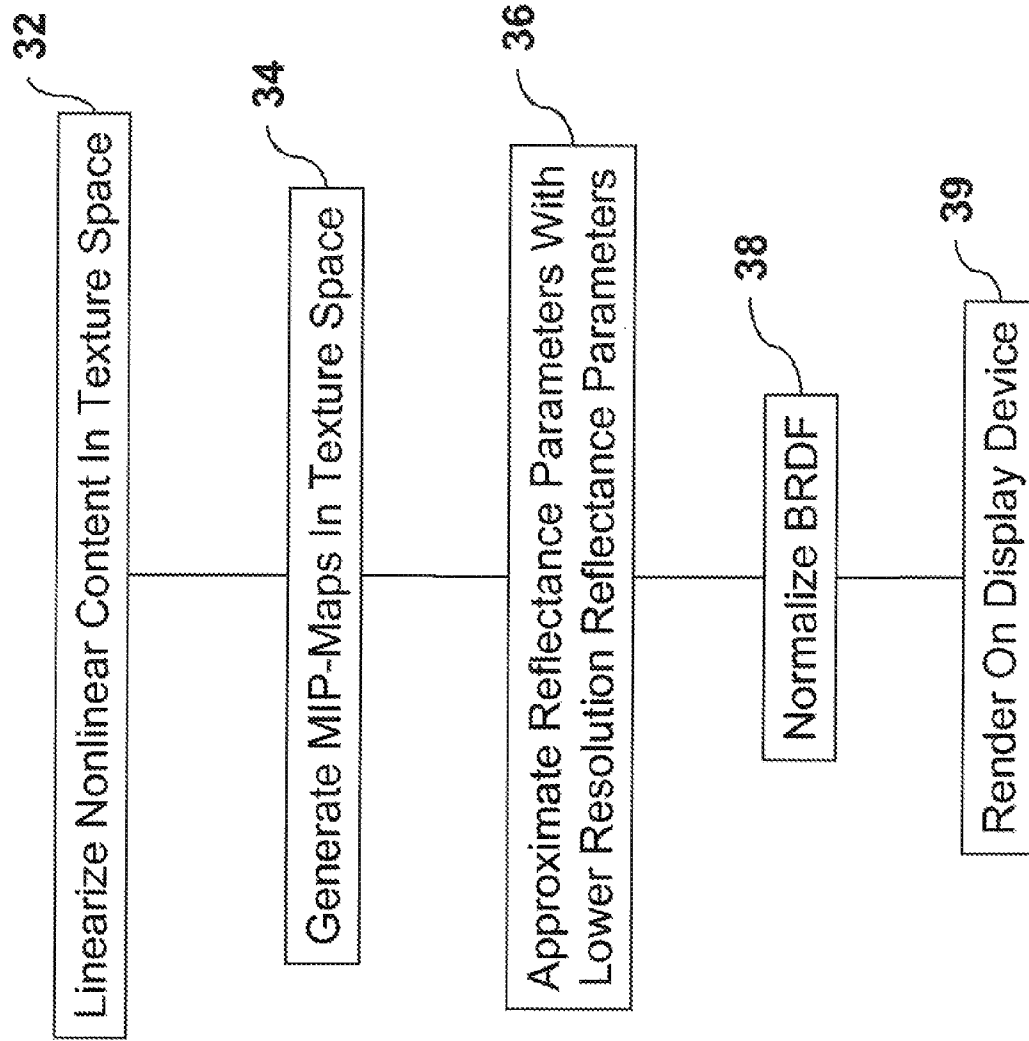 32
Linearize Nonlinear Content In Texture Space
34
Generate MIP-Maps In Texture Space
36
Approximate Reflectance Parameters With
Lower Resolution Reflectance Parameters
38
Normalize BRDF
39
Render On Display Device